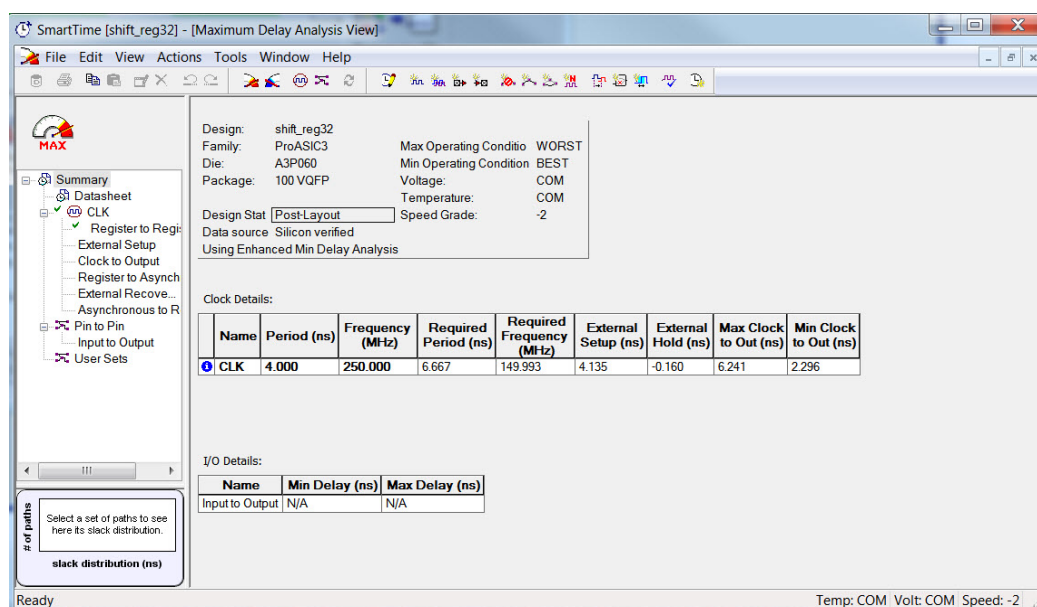 SmartTime [shift_reg32] - [Maximum Delay Analysis View]
File Edit View Actions Tools Window Help
MAX
Summary
Datasheet
CLK
Register to Regi
External Setup
Clock to Output
Register to Asynch
External Recove...
Asynchronous to R
Pin to Pin
Input to Output
User Sets
# of paths
Select a set of paths to see
here its slack distribution.
slack distribution (ns)
Design: shift_reg32
Family: ProASIC3 Max Operating Conditio WORST
Die: A3P060 Min Operating Condition BEST
Package: 100 VQFP Voltage: COM
Temperature: COM
Design Stat Post-Layout Speed Grade: -2
Data source Silicon verified
Using Enhanced Min Delay Analysis
Clock Details:
Name Period (ns) Frequency (MHz) Required Period (ns) Required Frequency (MHz) External Setup (ns) External Hold (ns) Max Clock to Out (ns) Min Clock to Out (ns)
CLK 4.000 250.000 6.667 149.993 4.135 -0.160 6.241 2.296
I/O Details:
Name Min Delay (ns) Max Delay (ns)
Input to Output N/A N/A
Ready Temp: COM Volt: COM Speed: -2